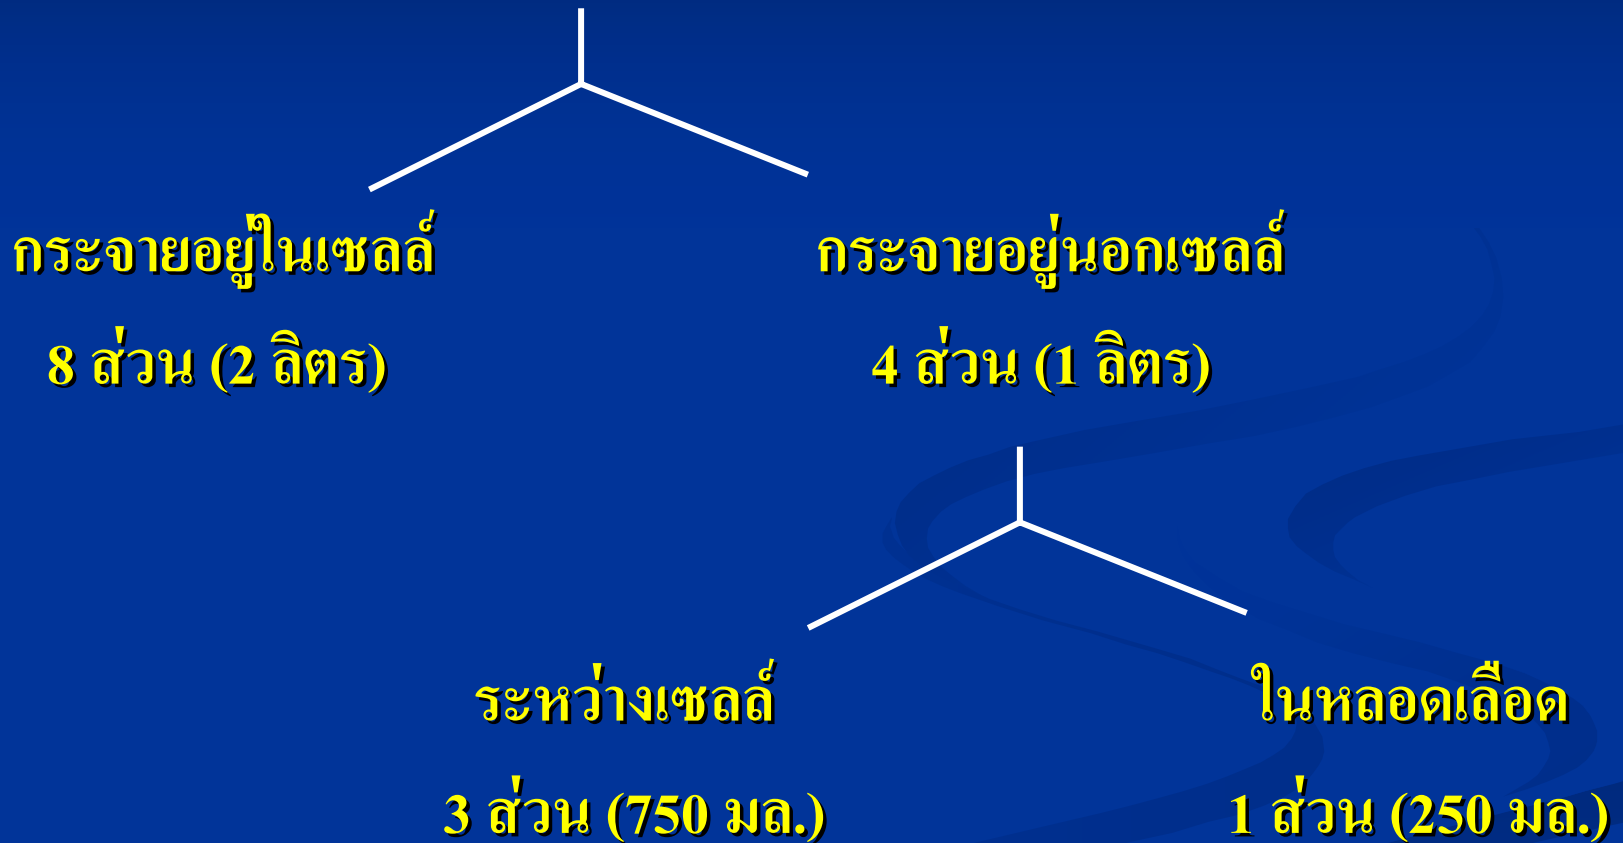 กระจายอยู่ในเซลล์ กระจายอยู่นอกเซลล์
8 ส่วน (2 ลิตร) 4 ส่วน (1 ลิตร)
ระหว่างเซลล์ ในหลอดเลือด
3 ส่วน (750 มล.) 1 ส่วน (250 มล.)